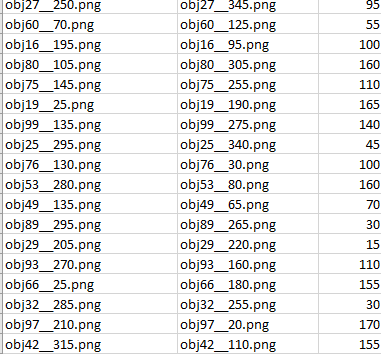 obj27__250.png obj27__345.png 95
obj60__70.png obj60__125.png 55
obj16__195.png obj16__95.png 100
obj80__105.png obj80__305.png 160
obj75__145.png obj75__255.png 110
obj19__25.png obj19__190.png 165
obj99__135.png obj99__275.png 140
obj25__295.png obj25__340.png 45
obj76__130.png obj76__30.png 100
obj53__280.png obj53__80.png 160
obj49__135.png obj49__65.png 70
obj89__295.png obj89__265.png 30
obj29__205.png obj29__220.png 15
obj93__270.png obj93__160.png 110
obj66__25.png obj66__180.png 155
obj32__285.png obj32__255.png 30
obj97__210.png obj97__20.png 170
obj42__315.png obj42__110.png 155